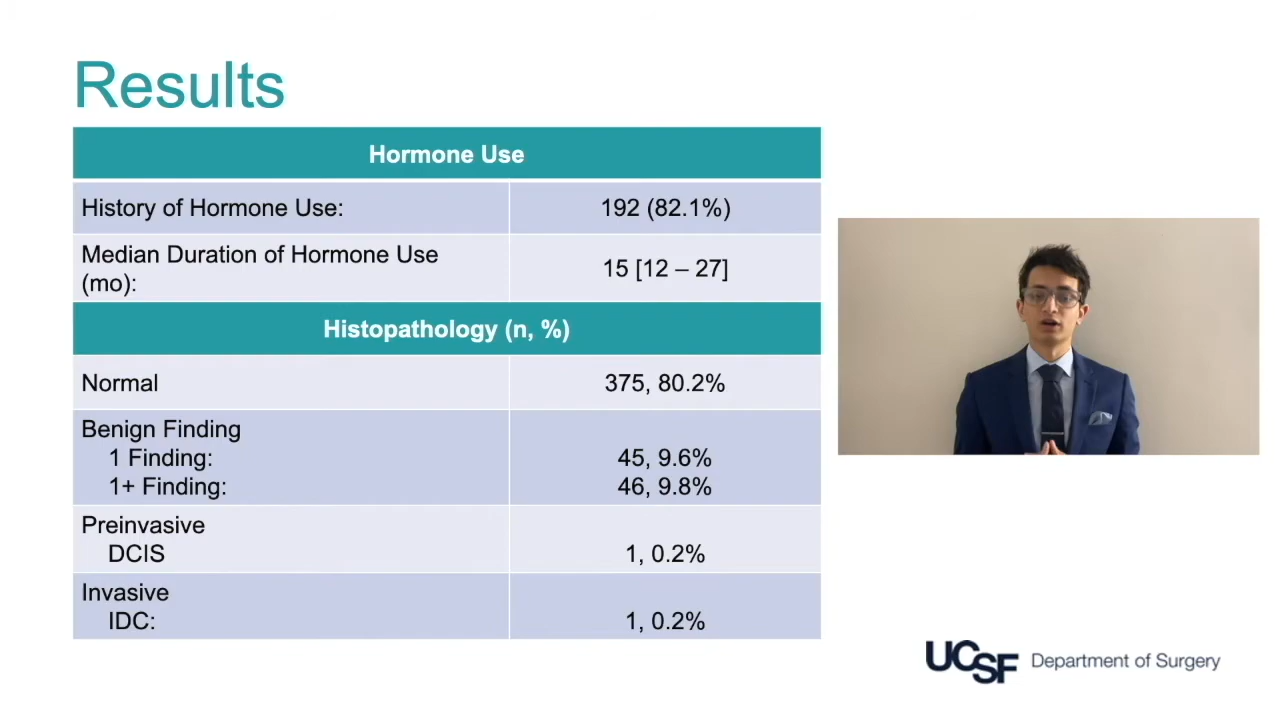 Results
Hormone Use
History of Hormone Use:
192 (82.1%)
Median Duration of Hormone Use
(mo):
15 [12 – 27]
Histopathology (n, %)
Normal
375, 80.2%
Benign Finding
1 Finding:
45, 9.6%
1+ Finding:
46, 9.8%
Preinvasive
DCIS
1, 0.2%
Invasive
IDC:
1, 0.2%
UCSF Department of Surgery